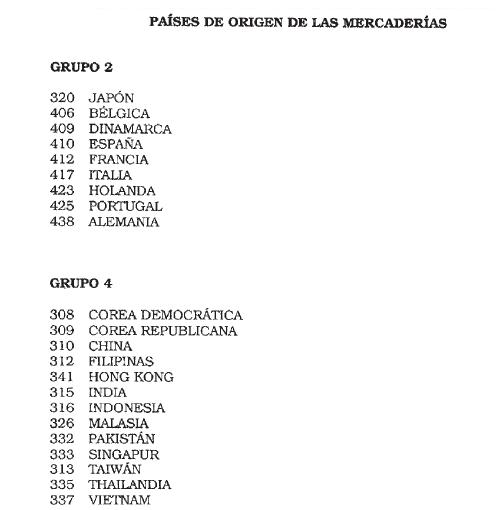 PAÍSES DE ORIGEN DE LAS MERCADERÍAS
GRUPO 2
320 JAPÓN
406 BÉLGICA
409 DINAMARCA
410 ESPAÑA
412 FRANCIA
417 ITALIA
423 HOLANDA
425 PORTUGAL
438 ALEMANIA
GRUPO 4
308 COREA DEMOCRÁTICA
309 COREA REPUBLICANA
310 CHINA
312 FILIPINAS
341 HONG KONG
315 INDIA
316 INDONESIA
326 MALASIA
332 PAKISTÁN
333 SINGAPUR
313 TAIWÁN
335 THAILANDIA
337 VIETNAM